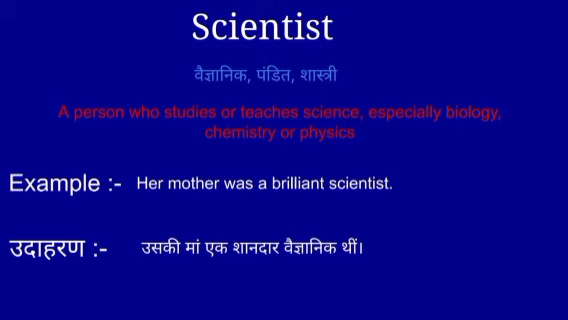 Scientist
वैज्ञानिक, पंडित, शास्त्री
A person who studies or teaches science, especially biology,
chemistry or physics
Example :- Her mother was a brilliant scientist.
उदाहरण :- उसकी मां एक शानदार वैज्ञानिक थीं।